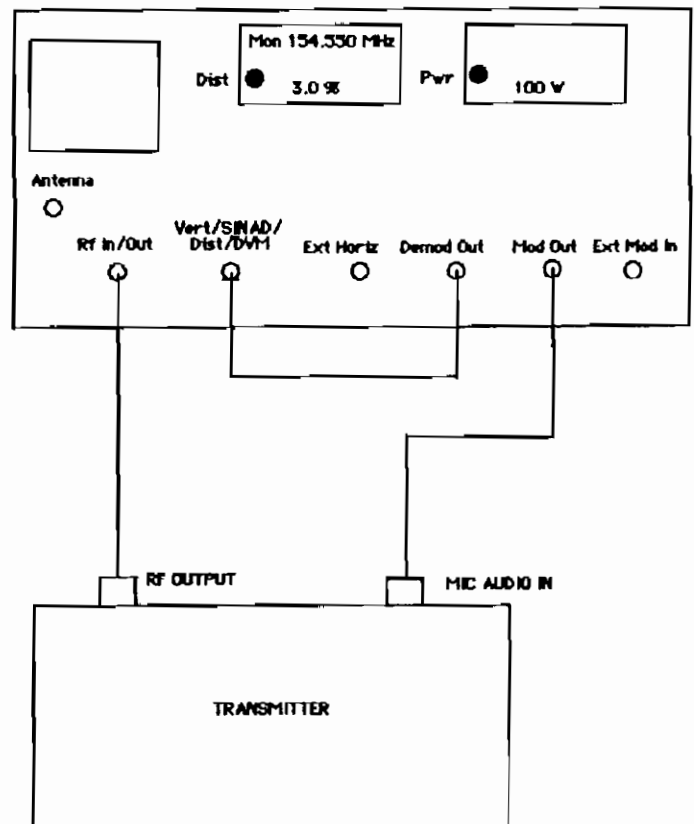 Mon 154.550 MHz
Dist
3.0 %
Pwr
100 W
Antenna
Rf In/Out
Vert/SINAD/
Dist/DVM
Ext Horiz
Demod Out
Mod Out
Ext Mod In
RF OUTPUT
MIC AUDIO IN
TRANSMITTER